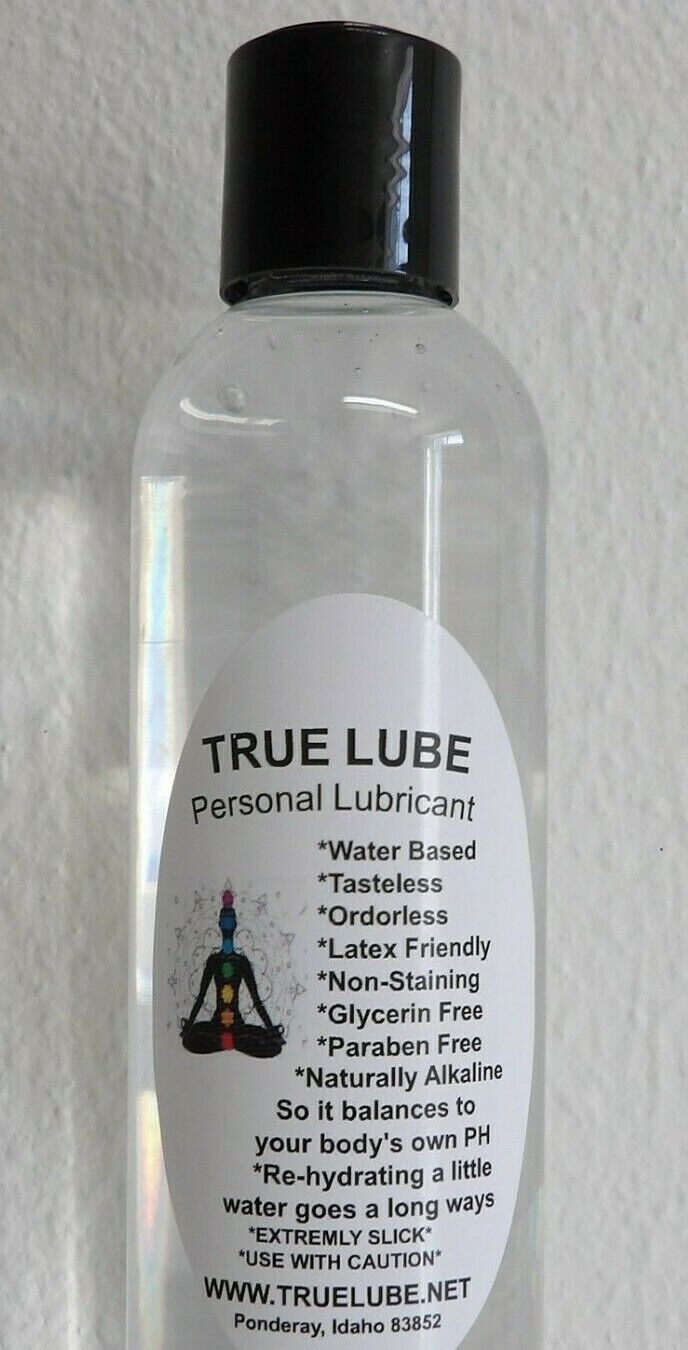 TRUE LUBE
Personal Lubricant
*Water Based
*Tasteless
*Ordorless
*Latex Friendly
*Non-Staining
*Glycerin Free
*Paraben Free
*Naturally Alkaline
So it balances to
your body's own PH
*Re-hydrating a little
water goes a long ways
*EXTREMLY SLICK*
*USE WITH CAUTION*
WWW.TRUELUBE.NET
Ponderay, Idaho 83852